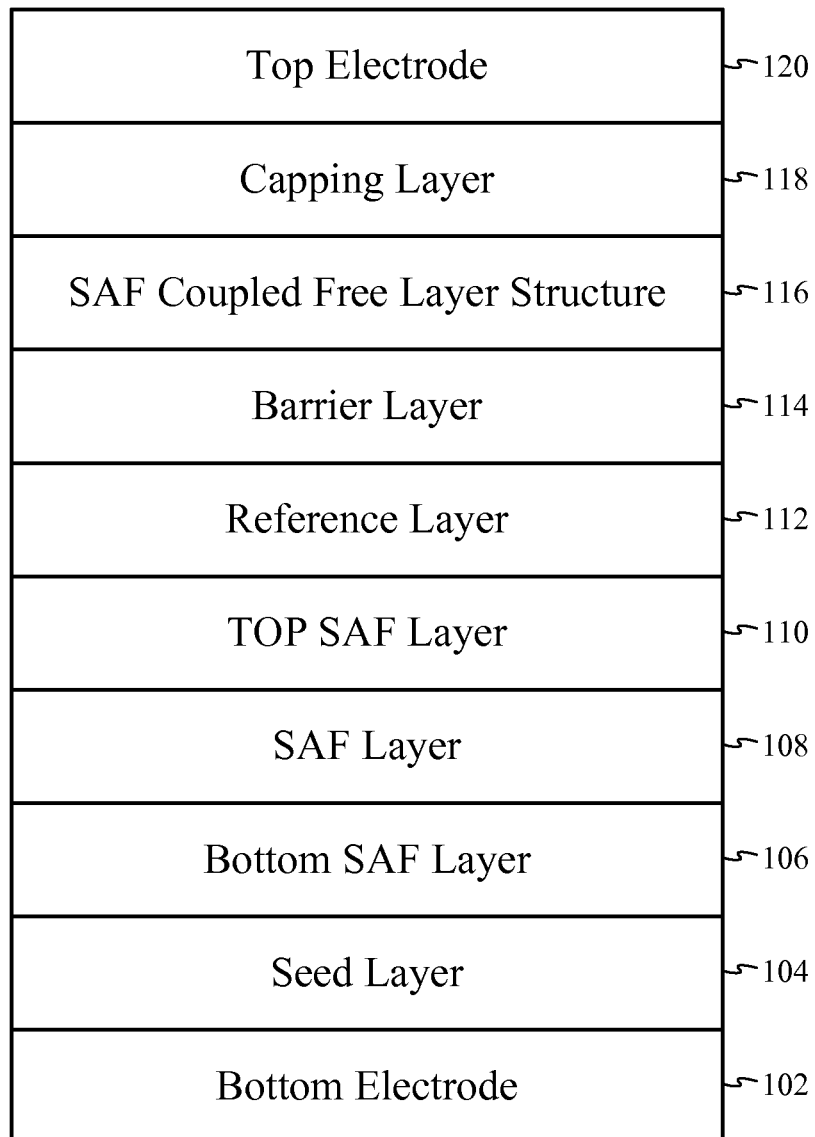 Top Electrode 120
Capping Layer 118
SAF Coupled Free Layer Structure 116
Barrier Layer 114
Reference Layer 112
TOP SAF Layer 110
SAF Layer 108
Bottom SAF Layer 106
Seed Layer 104
Bottom Electrode 102